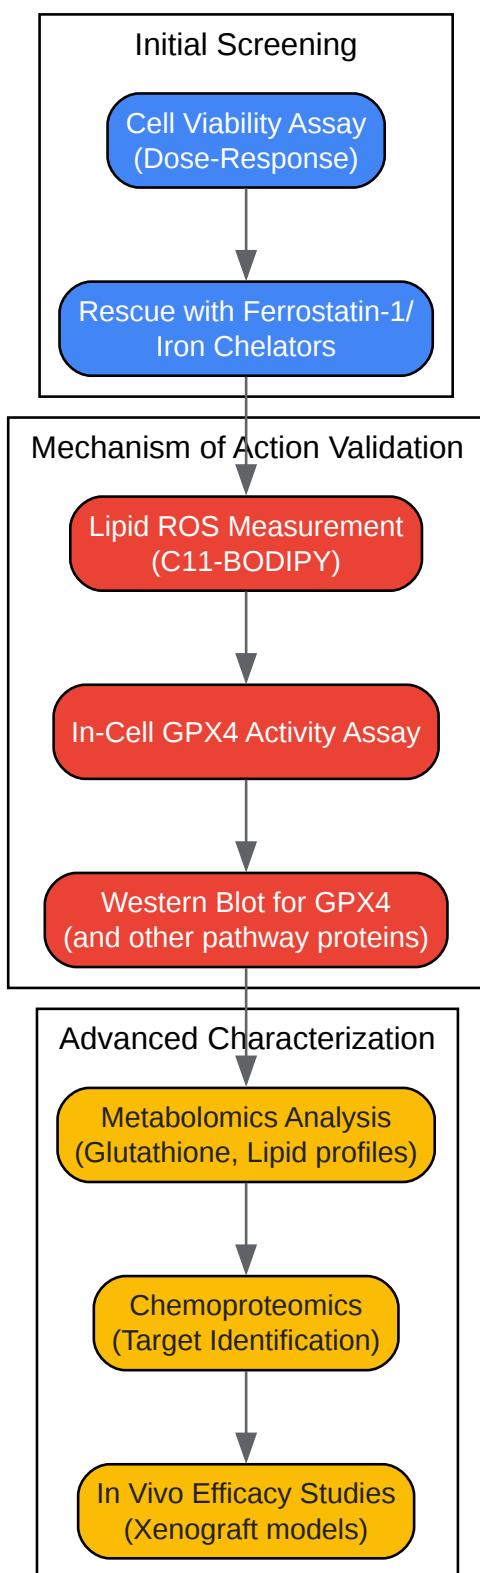 Initial Screening
Cell Viability Assay
(Dose-Response)
Rescue with Ferrostatin-1/
Iron Chelators
Mechanism of Action Validation
Lipid ROS Measurement
(C11-BODIPY)
In-Cell GPX4 Activity Assay
Western Blot for GPX4
(and other pathway proteins)
Advanced Characterization
Metabolomics Analysis
(Glutathione, Lipid profiles)
Chemoproteomics
(Target Identification)
In Vivo Efficacy Studies
(Xenograft models)